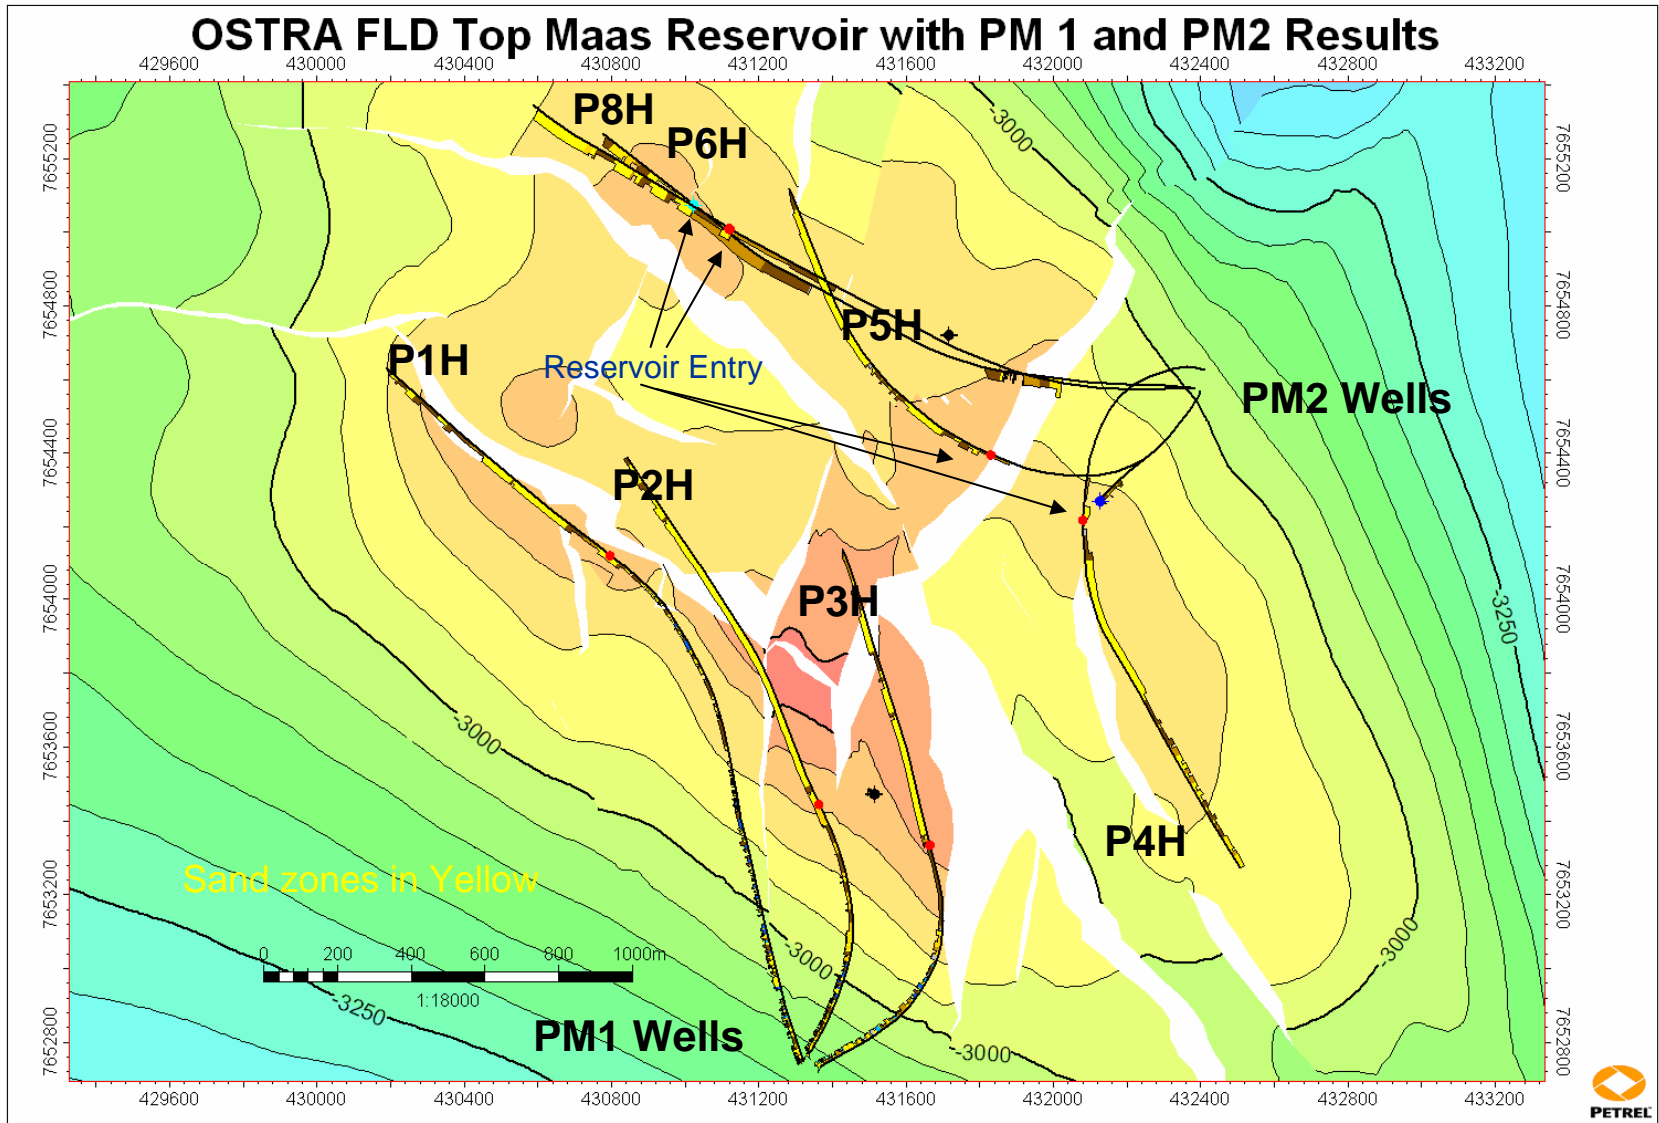 OSTRA FLD Top Maas Reservoir with PM 1 and PM2 Results
429600 430000 430400 430800 431200 431600 432000 432400 432800 433200
7655200 7654800 7654400 7654000 7653600 7653200 7652800
7655200 7654800 7654400 7654000 7653600 7653200 7652800
P8H
P6H
-3000
P5H
P1H
Reservoir Entry
PM2 Wells
P2H
P3H
-3250
-3000
P4H
Sand zones in Yellow
-3000
-3000
0 200 400 600 800 1000m
1:18000
-3250
PM1 Wells
-3000
429600 430000 430400 430800 431200 431600 432000 432400 432800 433200
PETREL